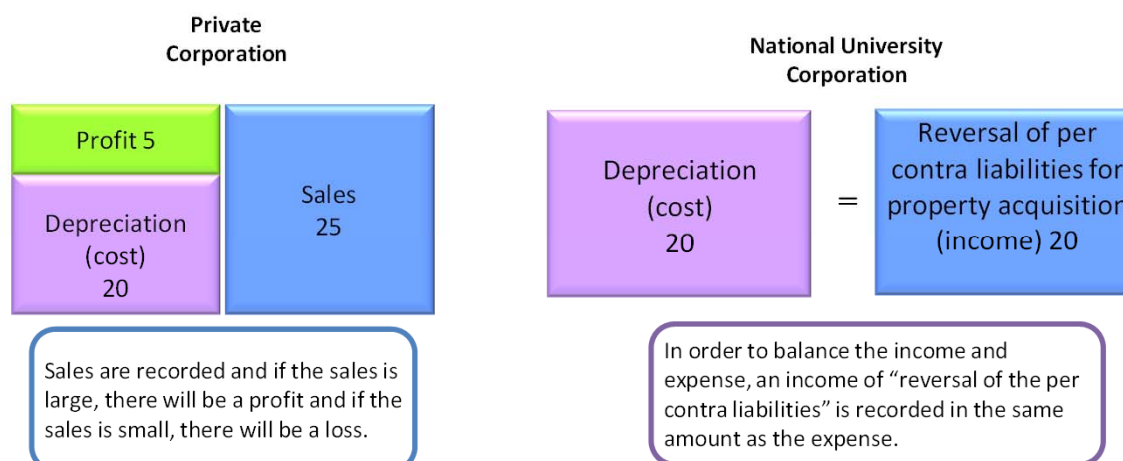 Private
Corporation
Profit 5
Depreciation
(cost)
20
Sales
25
Sales are recorded and if the sales is
large, there will be a profit and if the
sales is small, there will be a loss.
National University
Corporation
Depreciation
(cost)
20
=
Reversal of per
contra liabilities for
property acquisition
(income) 20
In order to balance the income and
expense, an income of “reversal of the per
contra liabilities” is recorded in the same
amount as the expense.